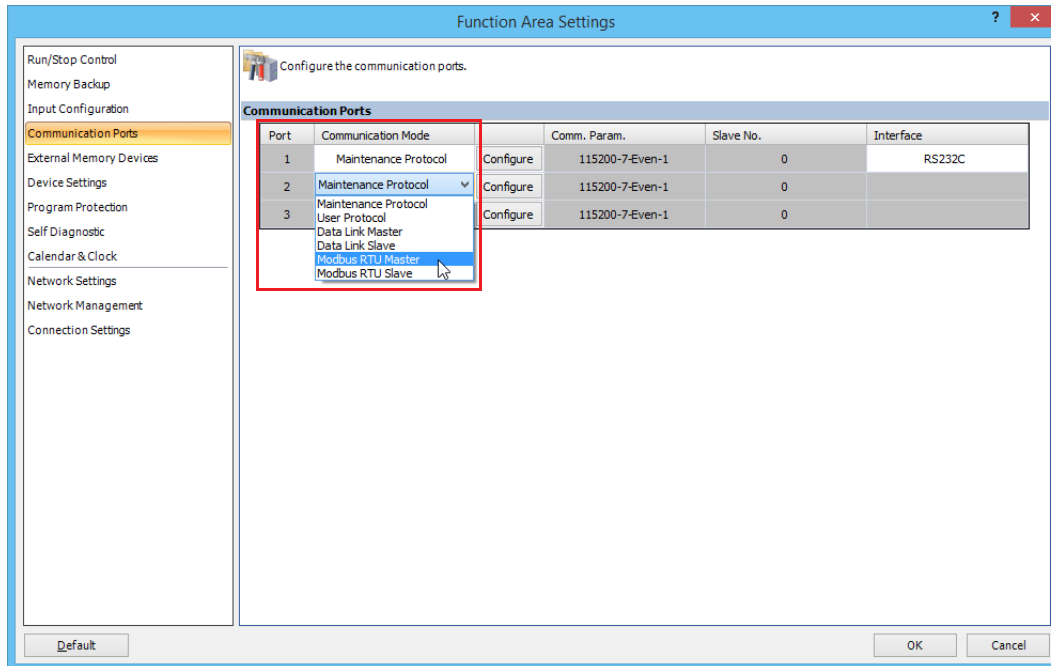 Function Area Settings
?
×
Run/Stop Control
Memory Backup
Input Configuration
Communication Ports
External Memory Devices
Device Settings
Program Protection
Self Diagnostic
Calendar & Clock
Network Settings
Network Management
Connection Settings
Configure the communication ports.
Communication Ports
Port Communication Mode Comm. Param. Slave No. Interface
1 Maintenance Protocol Configure 115200-7-Even-1 0 RS232C
2 Maintenance Protocol Configure 115200-7-Even-1 0
3 Configure 115200-7-Even-1 0
Maintenance Protocol
User Protocol
Data Link Master
Data Link Slave
Modbus RTU Master
Modbus RTU Slave
Default OK Cancel